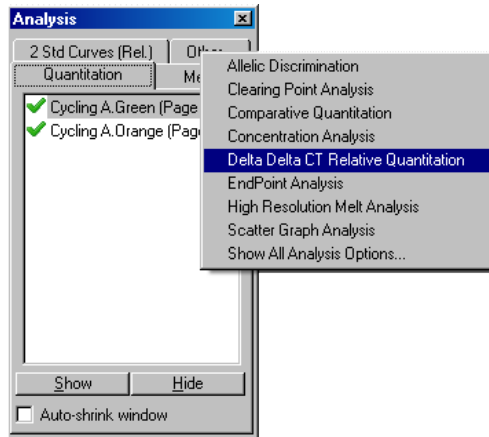 Analysis
2 Std Curves (Rel.)
Other
Quantitation
Cycling A.Green (Page
Cycling A.Orange (Pag
Allelic Discrimination
Clearing Point Analysis
Comparative Quantitation
Concentration Analysis
Delta Delta CT Relative Quantitation
EndPoint Analysis
High Resolution Melt Analysis
Scatter Graph Analysis
Show All Analysis Options...
Show
Hide
Auto-shrink window